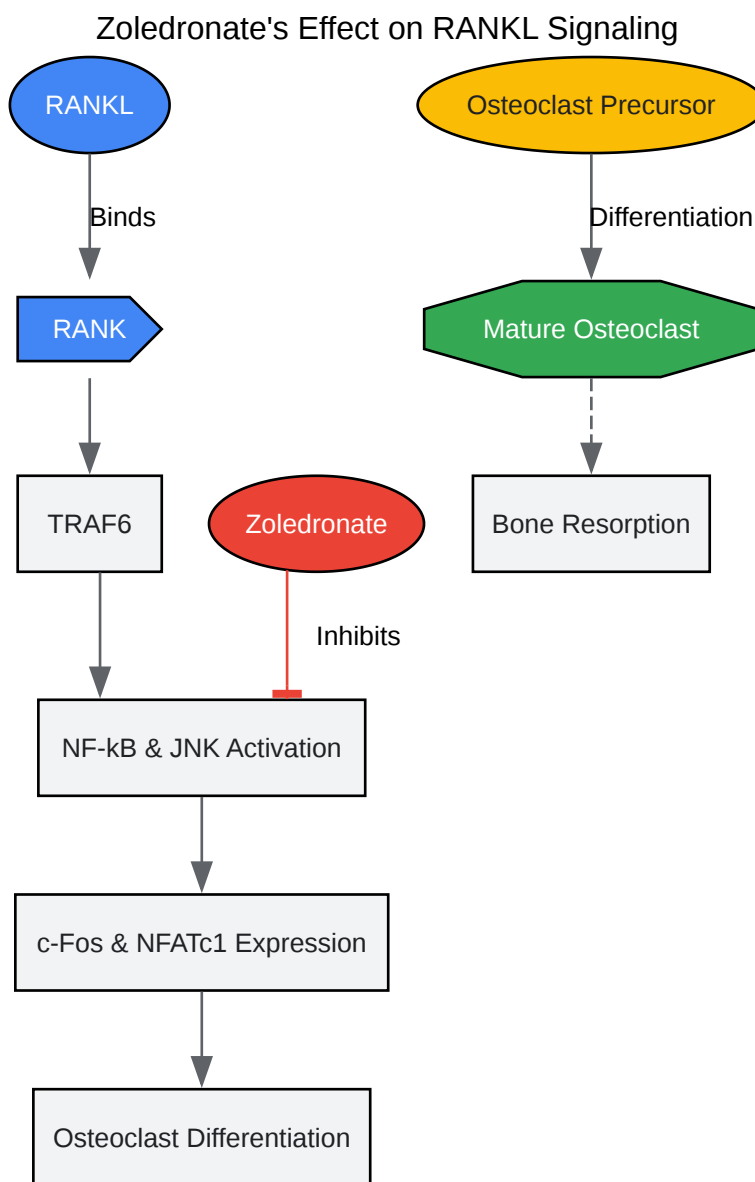 Zoledronate's Effect on RANKL Signaling
RANKL
Osteoclast Precursor
Binds
Differentiation
RANK
Mature Osteoclast
TRAF6
Zoledronate
Bone Resorption
Inhibits
NF-kB & JNK Activation
c-Fos & NFATc1 Expression
Osteoclast Differentiation